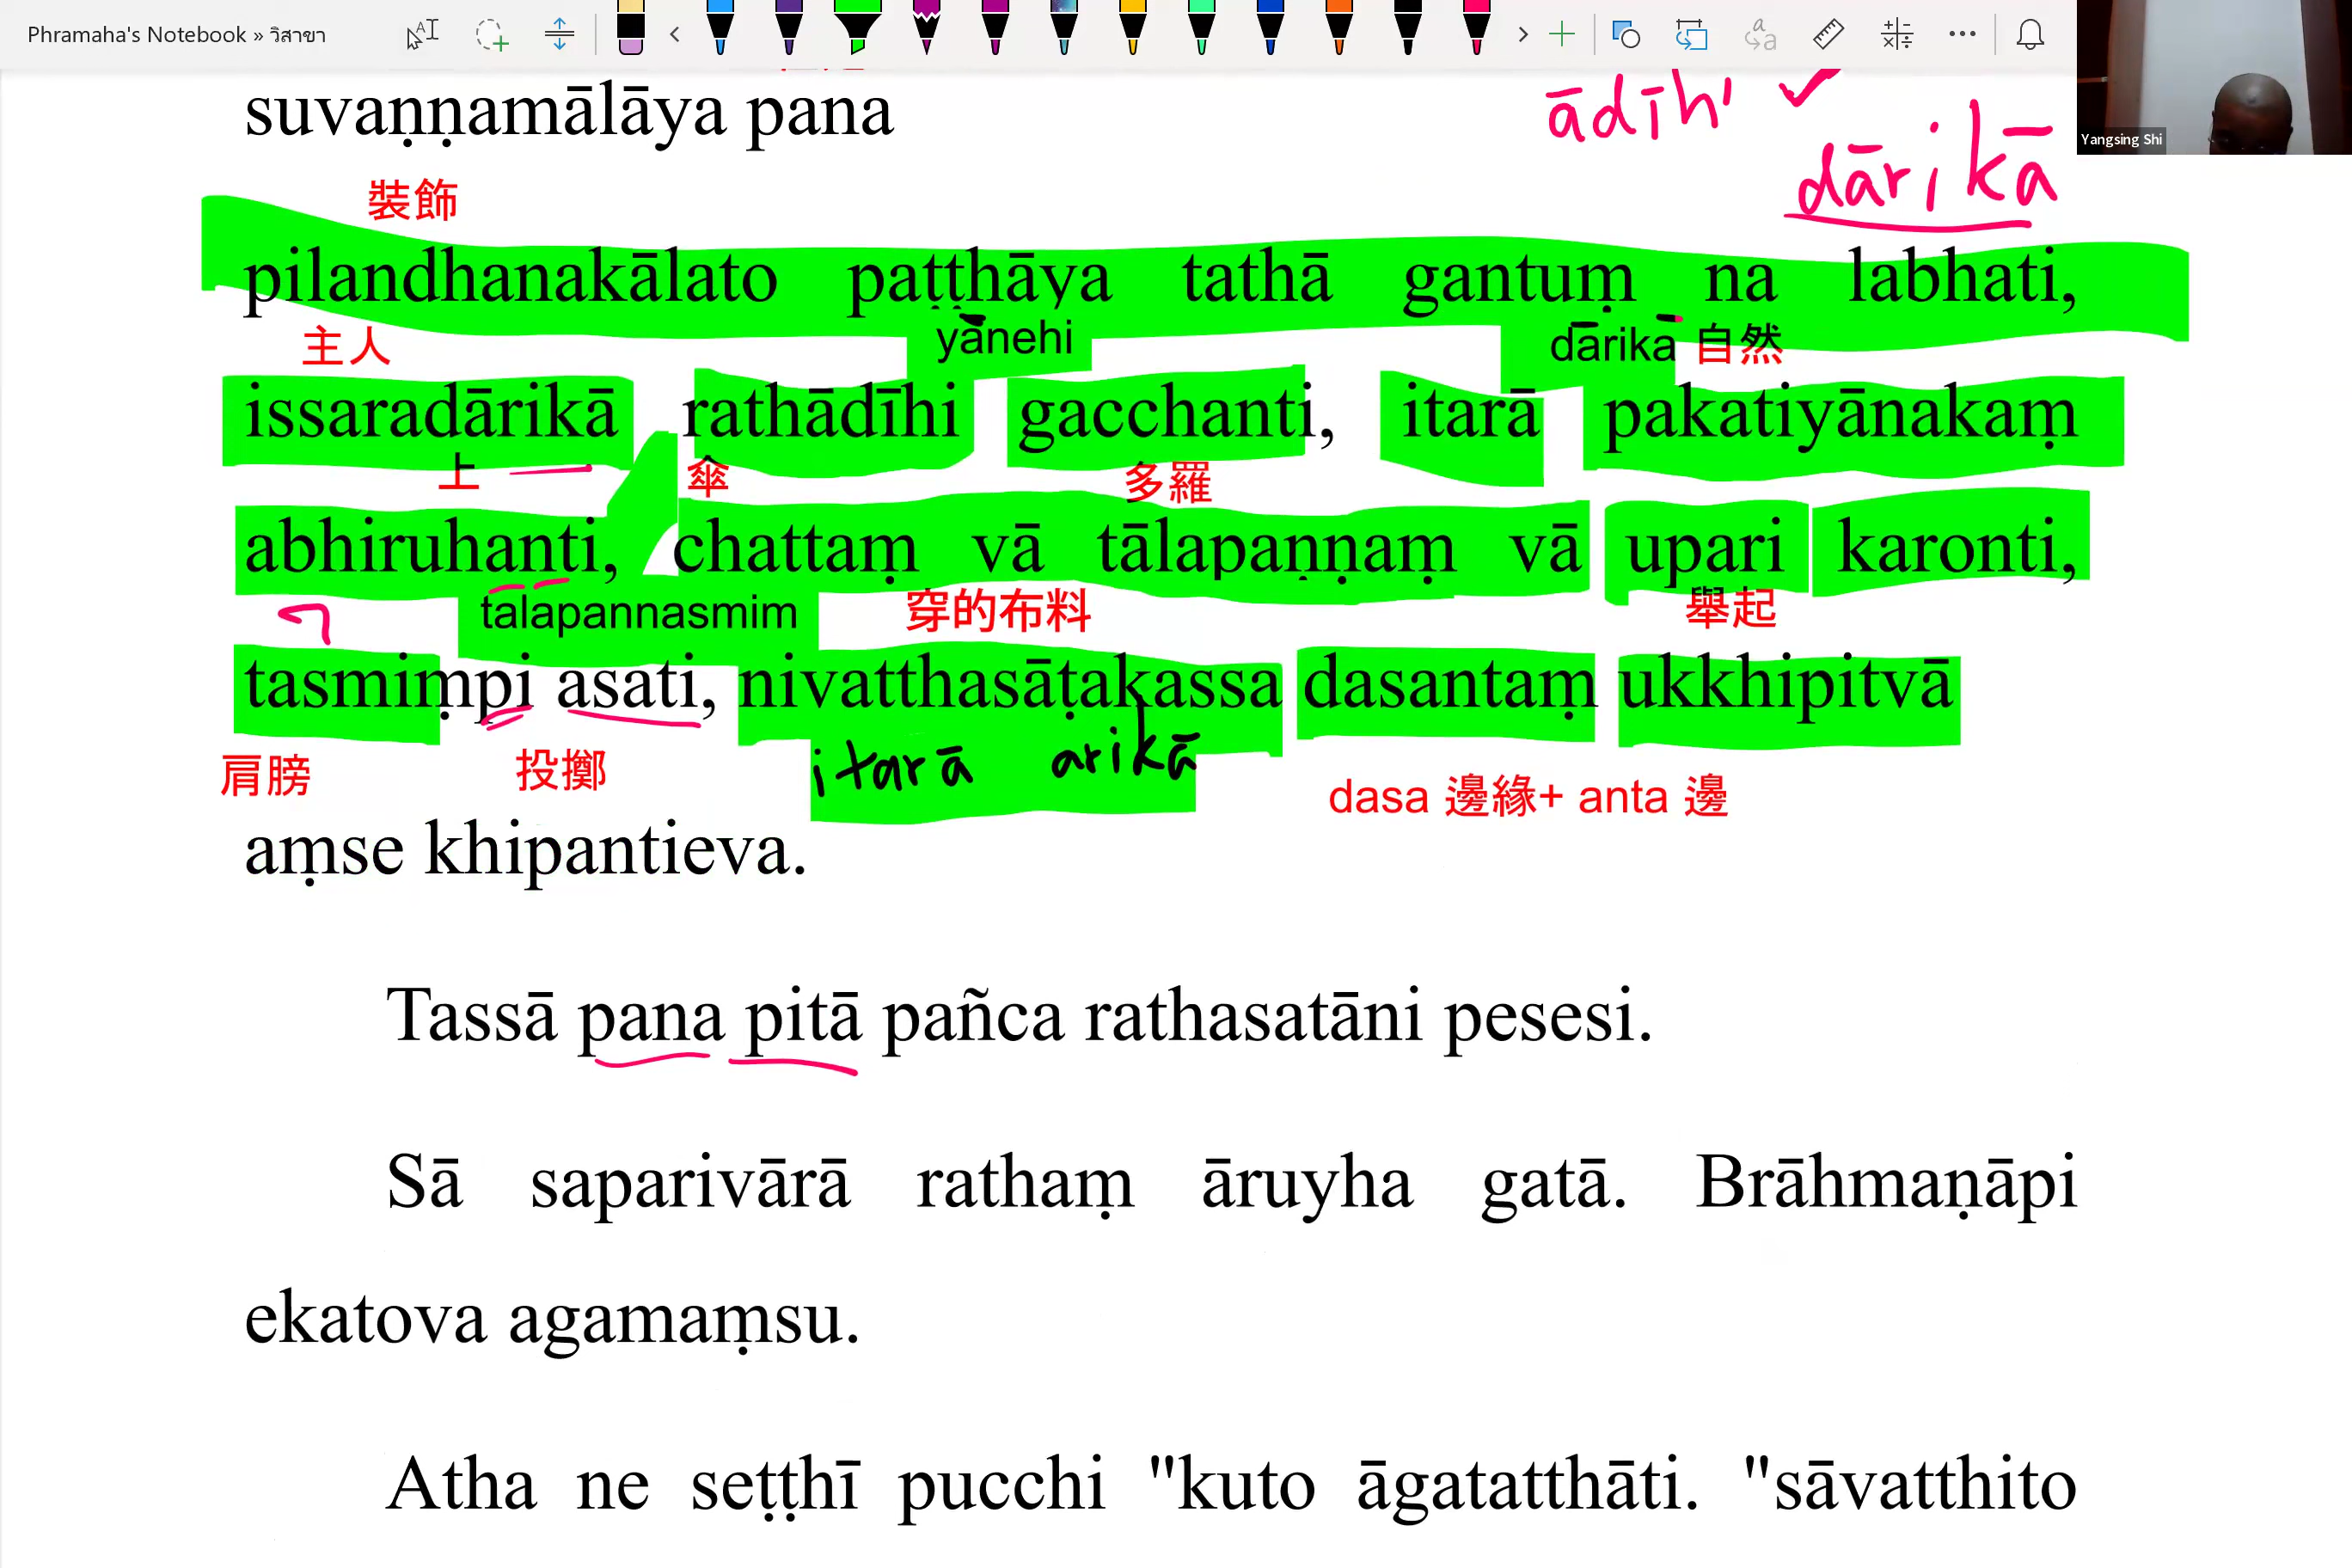 Phramaha's Notebook » วิสาขา
Yangsing Shi
ādīhi
dārikā
suvaṇṇamālāya pana
裝飾
pilandhanakālato paṭṭhāya tathā gantuṃ na labhati,
主人 yānehi dārikā 自然
issaradārikā rathādīhi gacchanti, itarā pakatiyānakaṃ
上 傘 多羅
abhiruhanti, chattaṃ vā tālapaṇṇaṃ vā upari karonti,
talapannasmim 穿的布料 舉起
tasmiṃpi asati, nivatthasāṭakassa dasantaṃ ukkhipitvā
肩膀 投擲 itarā arikā dasa 邊緣+ anta 邊
aṃse khipantieva.
Tassā pana pitā pañca rathasatāni pesesi.
Sā saparivārā rathaṃ āruyha gatā. Brāhmaṇāpi
ekatova agamaṃsu.
Atha ne seṭṭhī pucchi "kuto āgatatthāti. "sāvatthito